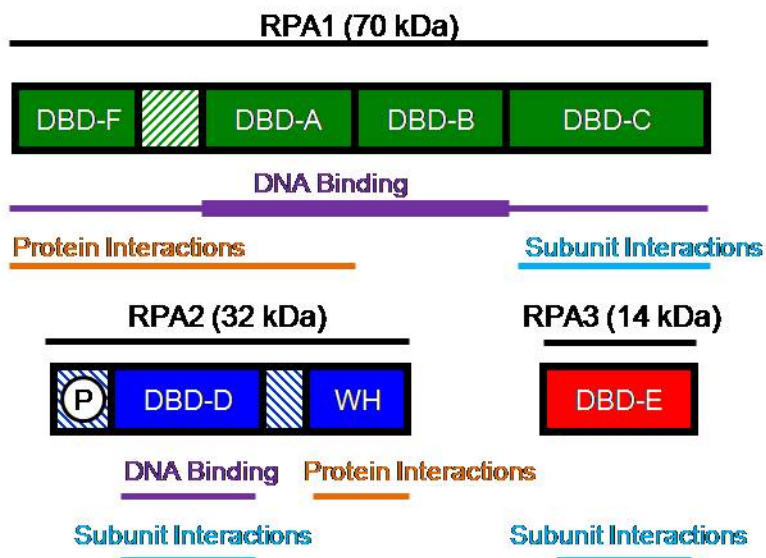 RPA1 (70 kDa)
DBD-F DBD-A DBD-B DBD-C
DNA Binding
Protein Interactions Subunit Interactions
RPA2 (32 kDa) RPA3 (14 kDa)
P DBD-D WH DBD-E
DNA Binding Protein Interactions
Subunit Interactions Subunit Interactions